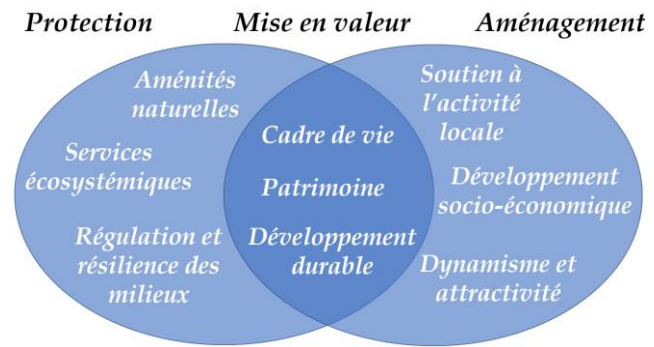 Protection
Mise en valeur
Aménagement
Aménités
naturelles
Services
écosystémiques
Régulation et
résilience des
milieux
Cadre de vie
Patrimoine
Développement
durable
Soutien à
l'activité
locale
Développement
socio-économique
Dynamisme et
attractivité